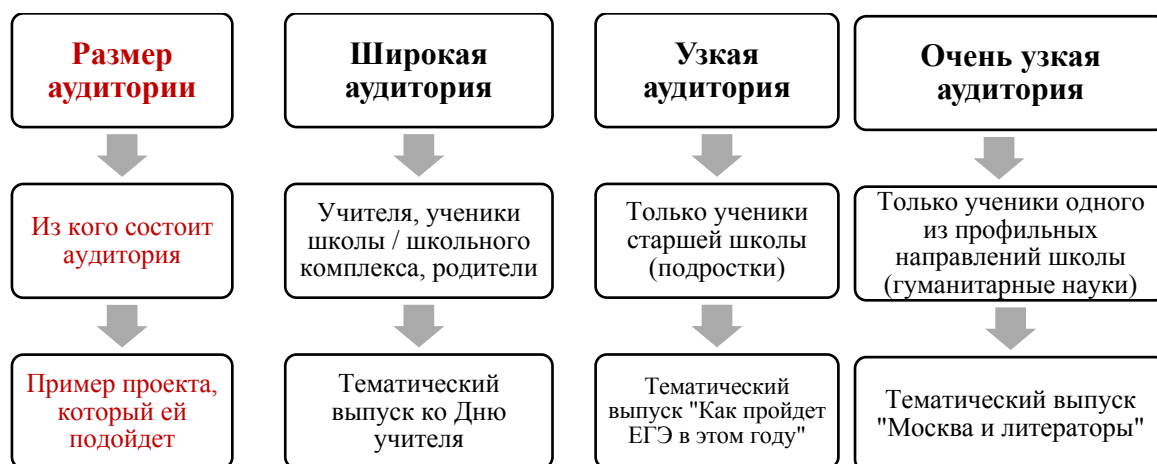 Размер
аудитории
Широкая
аудитория
Узкая
аудитория
Очень узкая
аудитория
Из кого состоит
аудитория
Учителя, ученики
школы / школьного
комплекса, родители
Только ученики
старшей школы
(подростки)
Только ученики одного
из профильных
направлений школы
(гуманитарные науки)
Пример проекта,
который ей
подойдет
Тематический
выпуск ко Дню
учителя
Тематический
выпуск "Как пройдет
ЕГЭ в этом году"
Тематический выпуск
"Москва и литераторы"